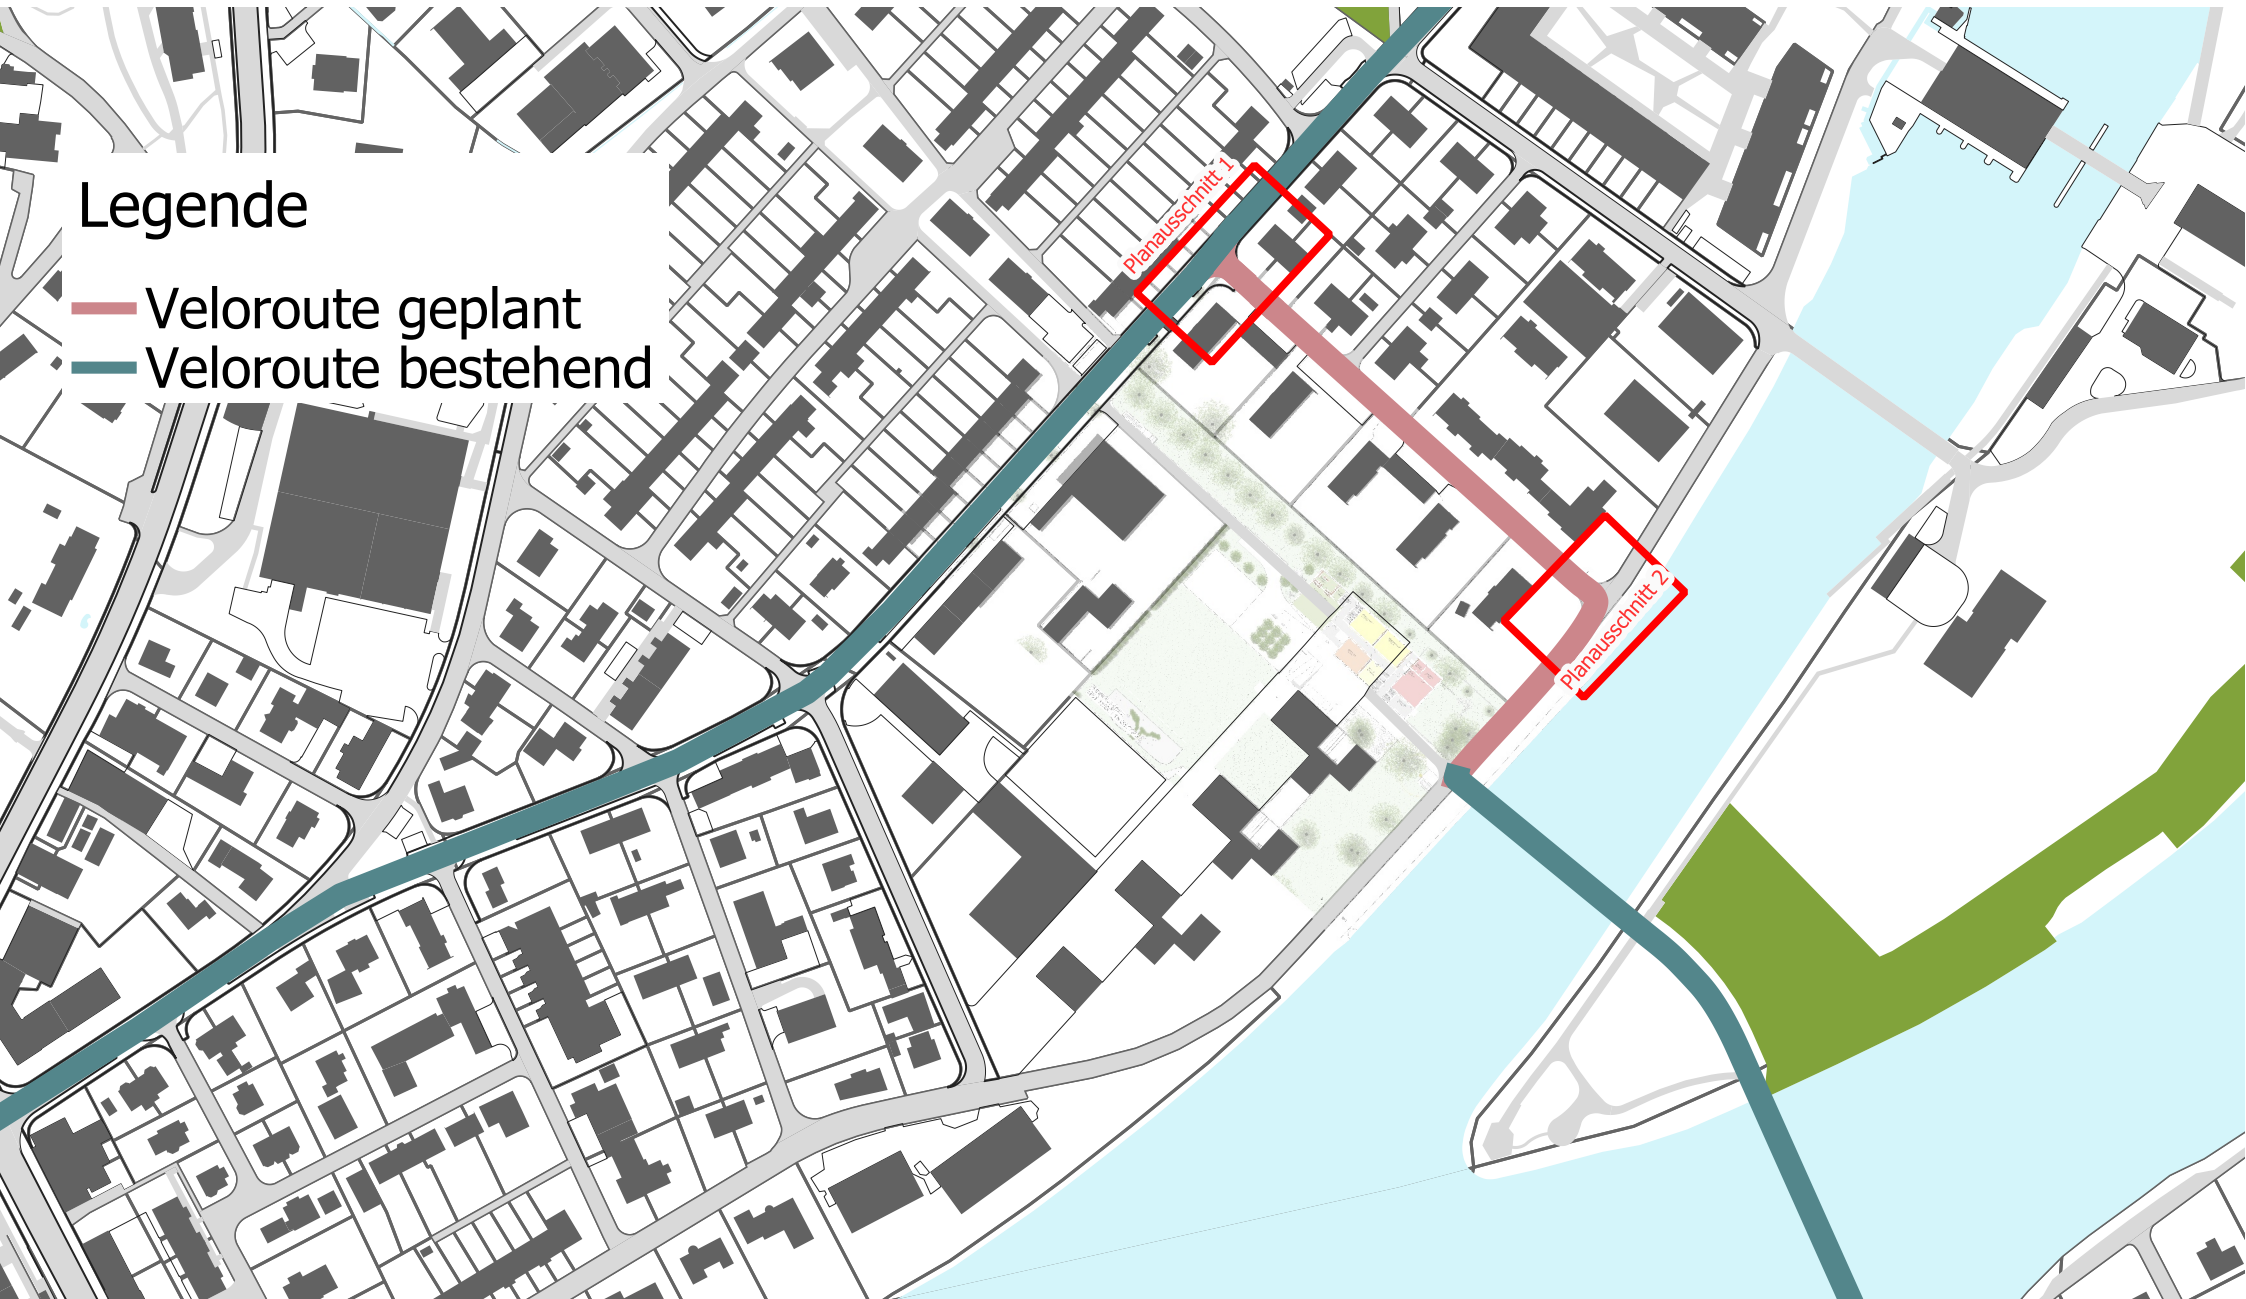 Legende
Veloroute geplant
Veloroute bestehend
Planausschnitt 1
Planausschnitt 2